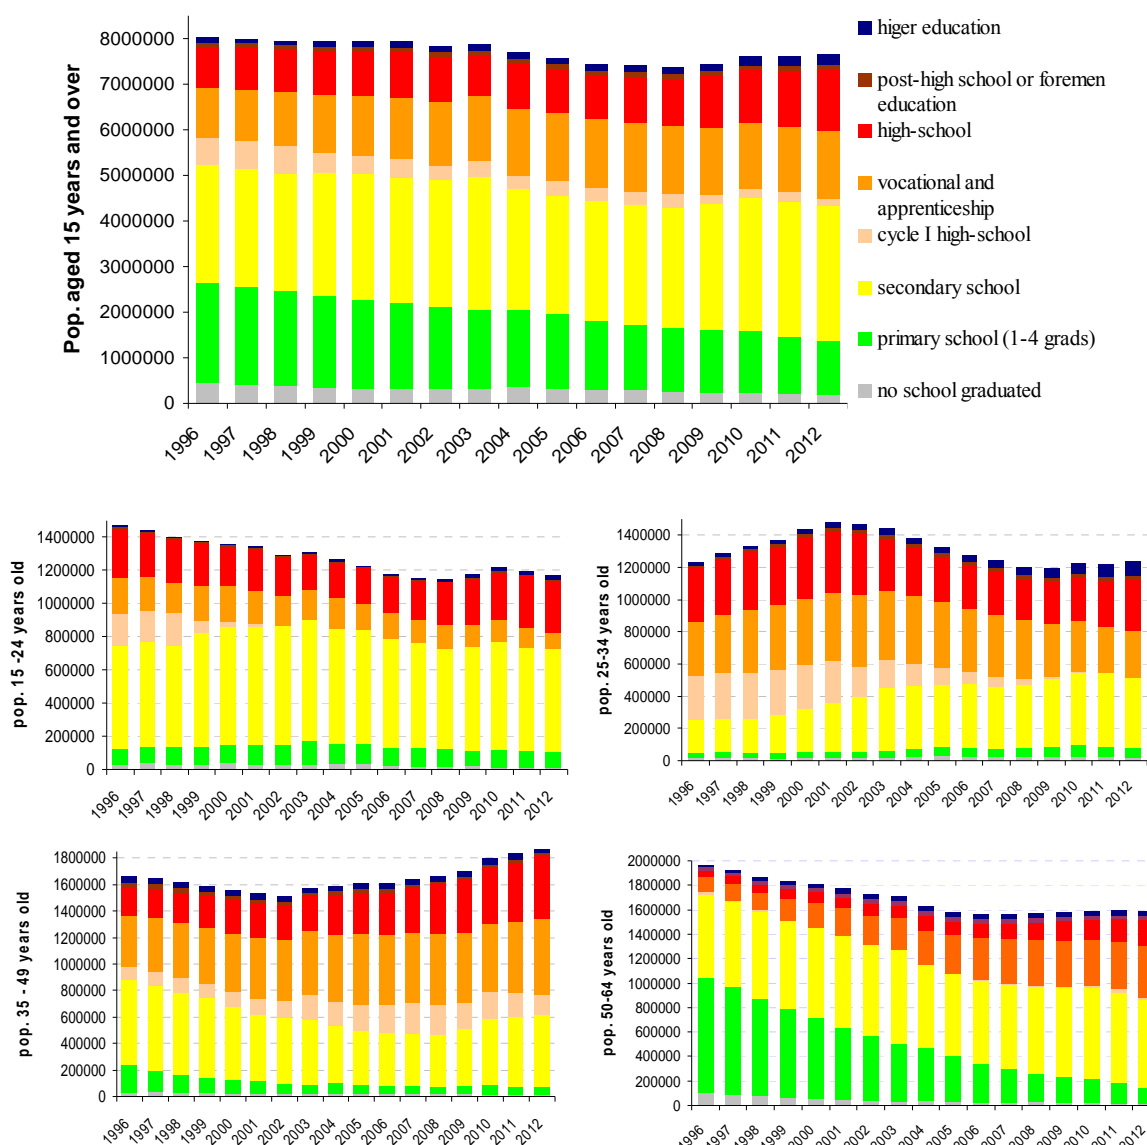 8000000
7000000
6000000
5000000
4000000
3000000
2000000
1000000
0
Pop. aged 15 years and over
1996 1997 1998 1999 2000 2001 2002 2003 2004 2005 2006 2007 2008 2009 2010 2011 2012
higer education
post-high school or foremen
education
high-school
vocational and
apprenticeship
cycle I high-school
secondary school
primary school (1-4 grads)
no school graduated
1400000
1200000
1000000
800000
600000
400000
200000
0
pop. 15 -24 years old
1996 1997 1998 1999 2000 2001 2002 2003 2004 2005 2006 2007 2008 2009 2010 2011 2012
1400000
1200000
1000000
800000
600000
400000
200000
0
pop. 25-34 years old
1996 1997 1998 1999 2000 2001 2002 2003 2004 2005 2006 2007 2008 2009 2010 2011 2012
1800000
1600000
1400000
1200000
1000000
800000
600000
400000
200000
0
pop. 35 - 49 years old
1996 1997 1998 1999 2000 2001 2002 2003 2004 2005 2006 2007 2008 2009 2010 2011 2012
2000000
1800000
1600000
1400000
1200000
1000000
800000
600000
400000
200000
0
pop. 50-64 years old
1996 1997 1998 1999 2000 2001 2002 2003 2004 2005 2006 2007 2008 2009 2010 2011 2012